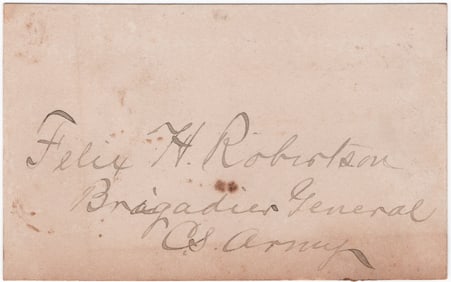 Felix H. Robertson
Brigadier General
C.S. Army